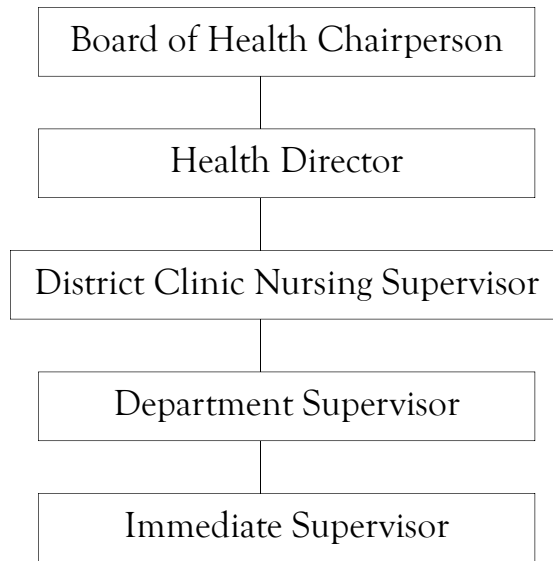 Board of Health Chairperson
Health Director
District Clinic Nursing Supervisor
Department Supervisor
Immediate Supervisor